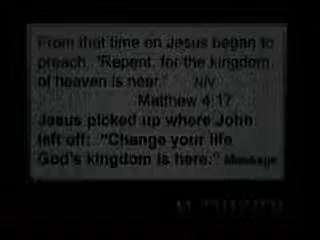 From that time on Jesus began to
preach, "Repent, for the kingdom
of heaven is near." NIV
Matthew 4:17
Jesus picked up where John
left off: "Change your life
God's kingdom is here." Message